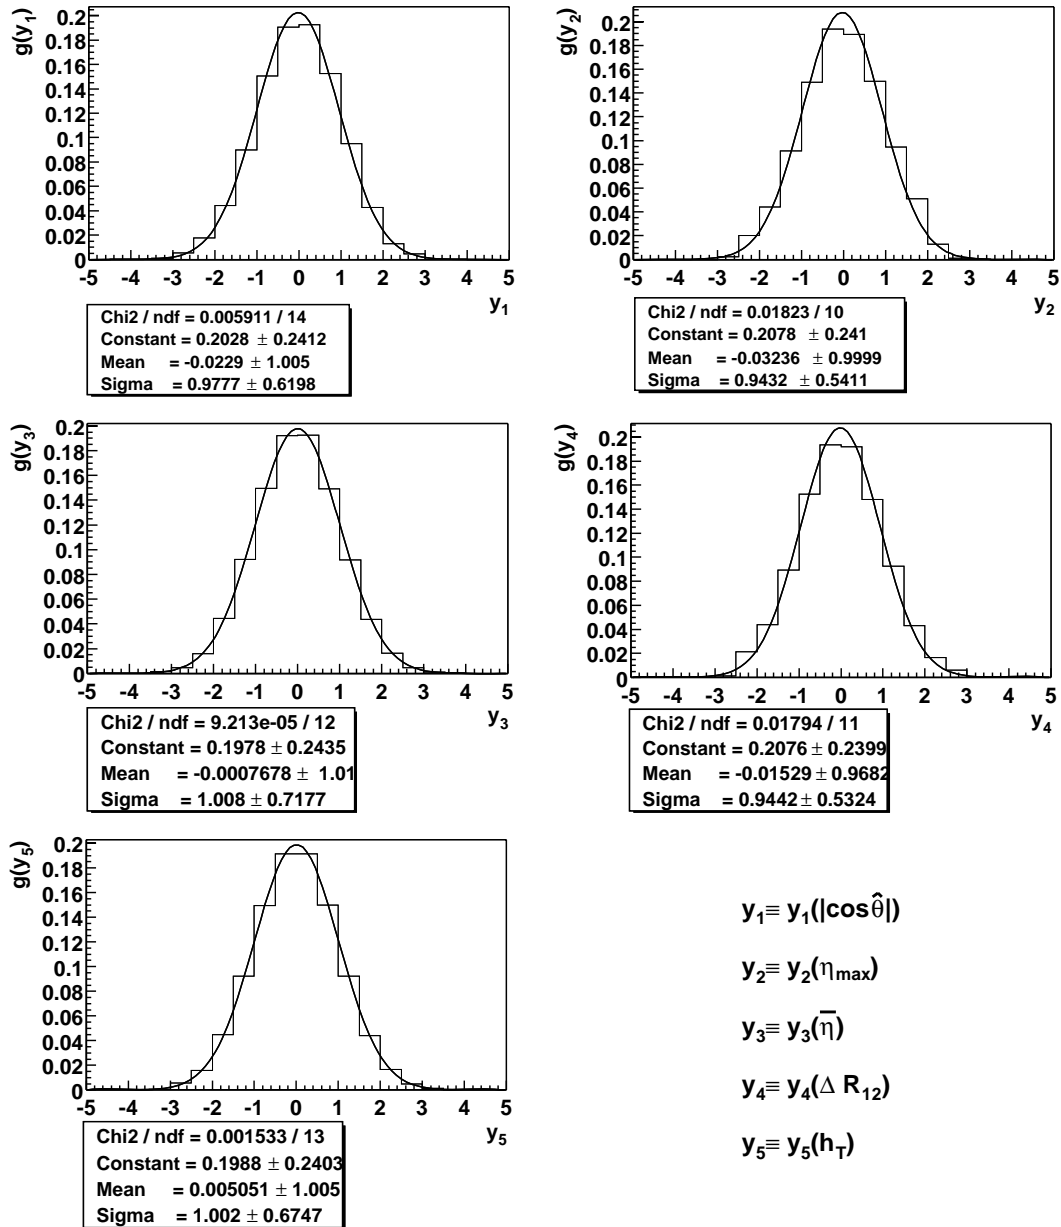 g(y1)
0.2
0.18
0.16
0.14
0.12
0.1
0.08
0.06
0.04
0.02
0
-5 -4 -3 -2 -1 0 1 2 3 4 5
y1
Chi2 / ndf = 0.005911 / 14
Constant = 0.2028 ± 0.2412
Mean = -0.0229 ± 1.005
Sigma = 0.9777 ± 0.6198
g(y2)
0.2
0.18
0.16
0.14
0.12
0.1
0.08
0.06
0.04
0.02
0
-5 -4 -3 -2 -1 0 1 2 3 4 5
y2
Chi2 / ndf = 0.01823 / 10
Constant = 0.2078 ± 0.241
Mean = -0.03236 ± 0.9999
Sigma = 0.9432 ± 0.5411
g(y3)
0.2
0.18
0.16
0.14
0.12
0.1
0.08
0.06
0.04
0.02
0
-5 -4 -3 -2 -1 0 1 2 3 4 5
y3
Chi2 / ndf = 9.213e-05 / 12
Constant = 0.1978 ± 0.2435
Mean = -0.0007678 ± 1.01
Sigma = 1.008 ± 0.7177
g(y4)
0.2
0.18
0.16
0.14
0.12
0.1
0.08
0.06
0.04
0.02
0
-5 -4 -3 -2 -1 0 1 2 3 4 5
y4
Chi2 / ndf = 0.01794 / 11
Constant = 0.2076 ± 0.2399
Mean = -0.01529 ± 0.9682
Sigma = 0.9442 ± 0.5324
g(y5)
0.2
0.18
0.16
0.14
0.12
0.1
0.08
0.06
0.04
0.02
0
-5 -4 -3 -2 -1 0 1 2 3 4 5
y5
Chi2 / ndf = 0.001533 / 13
Constant = 0.1988 ± 0.2403
Mean = 0.005051 ± 1.005
Sigma = 1.002 ± 0.6747
y1≡ y1(|cosθ̂|)
y2≡ y2(ηmax)
y3≡ y3(η̅)
y4≡ y4(Δ R12)
y5≡ y5(hT)